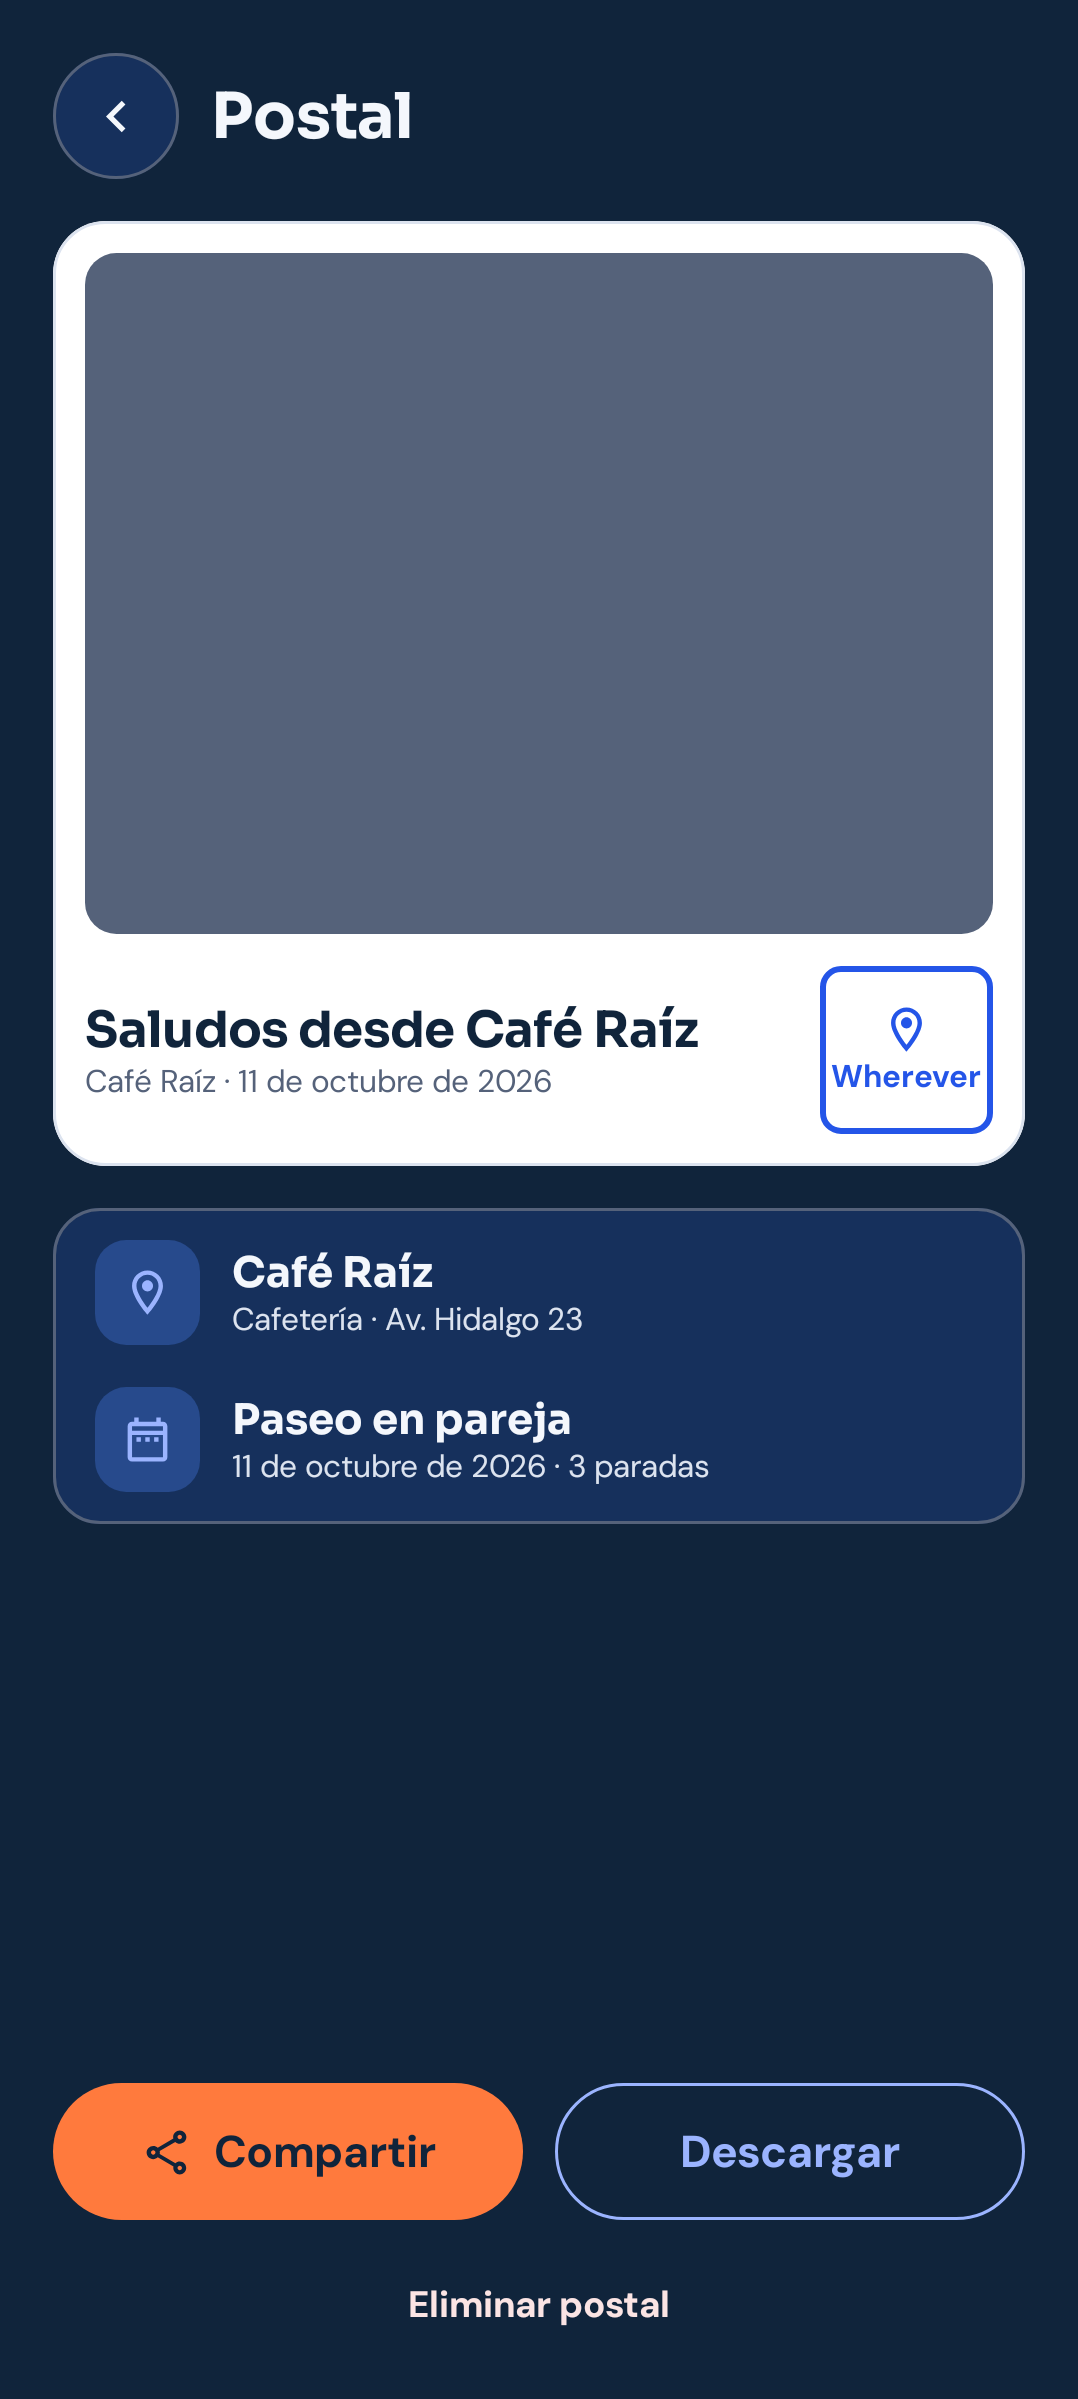 Postal
Saludos desde Café Raíz
Café Raíz · 11 de octubre de 2026
Wherever
Café Raíz
Cafetería · Av. Hidalgo 23
Paseo en pareja
11 de octubre de 2026 · 3 paradas
Compartir
Descargar
Eliminar postal